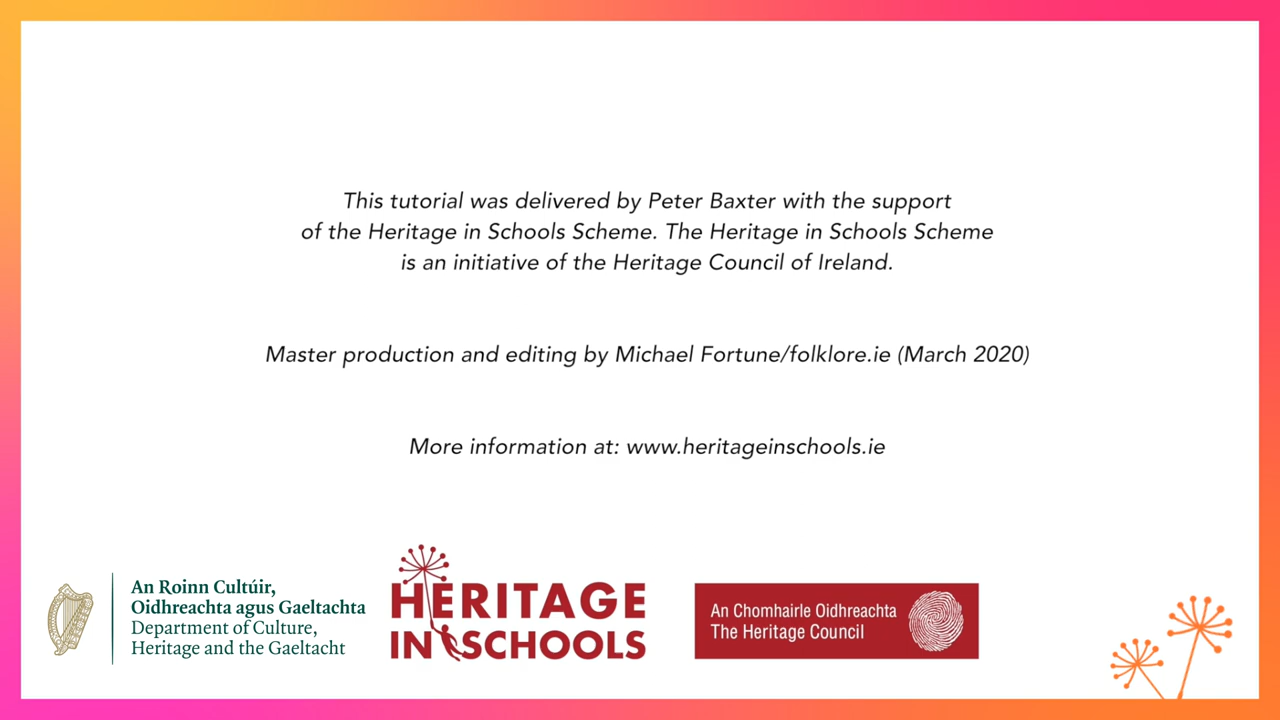 This tutorial was delivered by Peter Baxter with the support
of the Heritage in Schools Scheme. The Heritage in Schools Scheme
is an initiative of the Heritage Council of Ireland.
Master production and editing by Michael Fortune/folklore.ie (March 2020)
More information at: www.heritageinschools.ie
An Roinn Cultúir,
Oidhreachta agus Gaeltachta
Department of Culture,
Heritage and the Gaeltacht
HERITAGE
IN SCHOOLS
An Chomhairle Oidhreachta
The Heritage Council